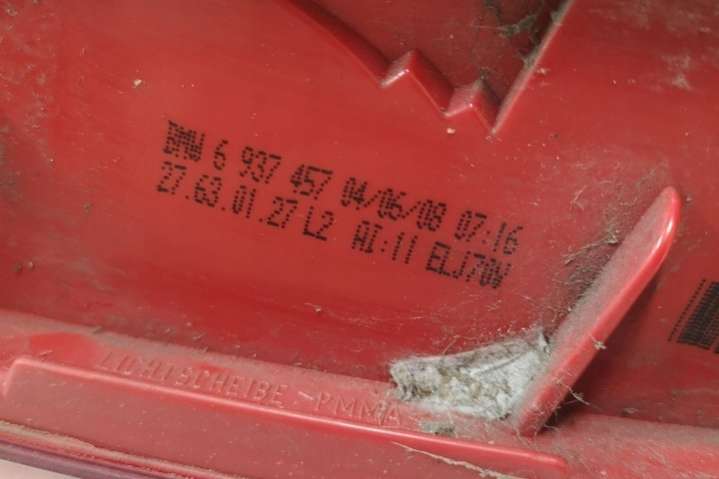 BMW 6 937 457 04/06/08 07:16
27.63.01.27 L2 AI:11 ELJ70W
LICHTSCHEIBE -PMMA